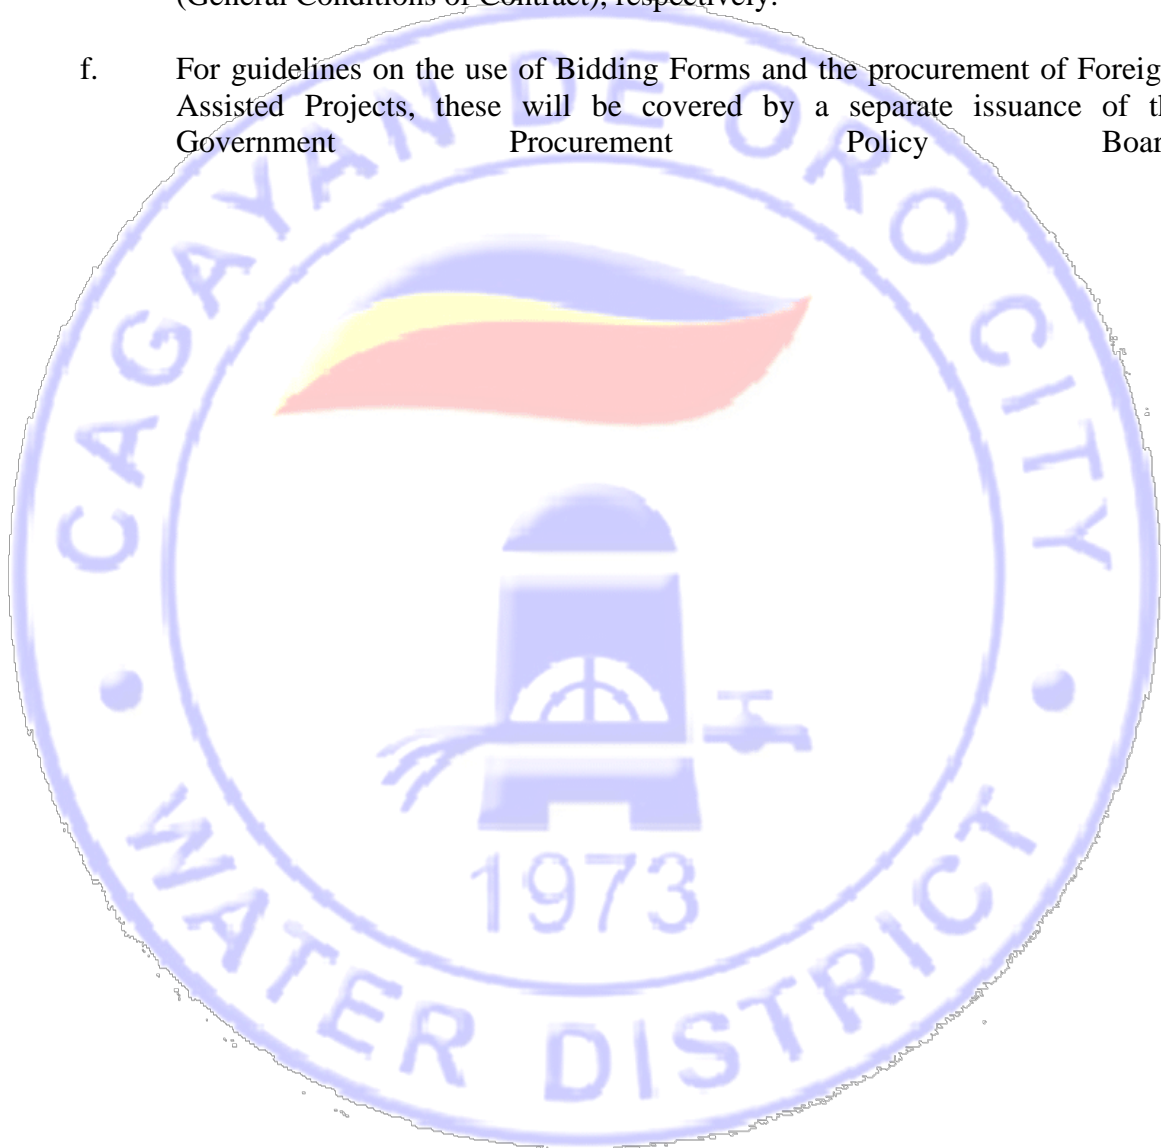 (General Conditions of Contract), respectively.
f. For guidelines on the use of Bidding Forms and the procurement of Foreig
Assisted Projects, these will be covered by a separate issuance of th
Government Procurement Policy Boar
CAGAYAN DE ORO CITY
1973
WATER DISTRICT